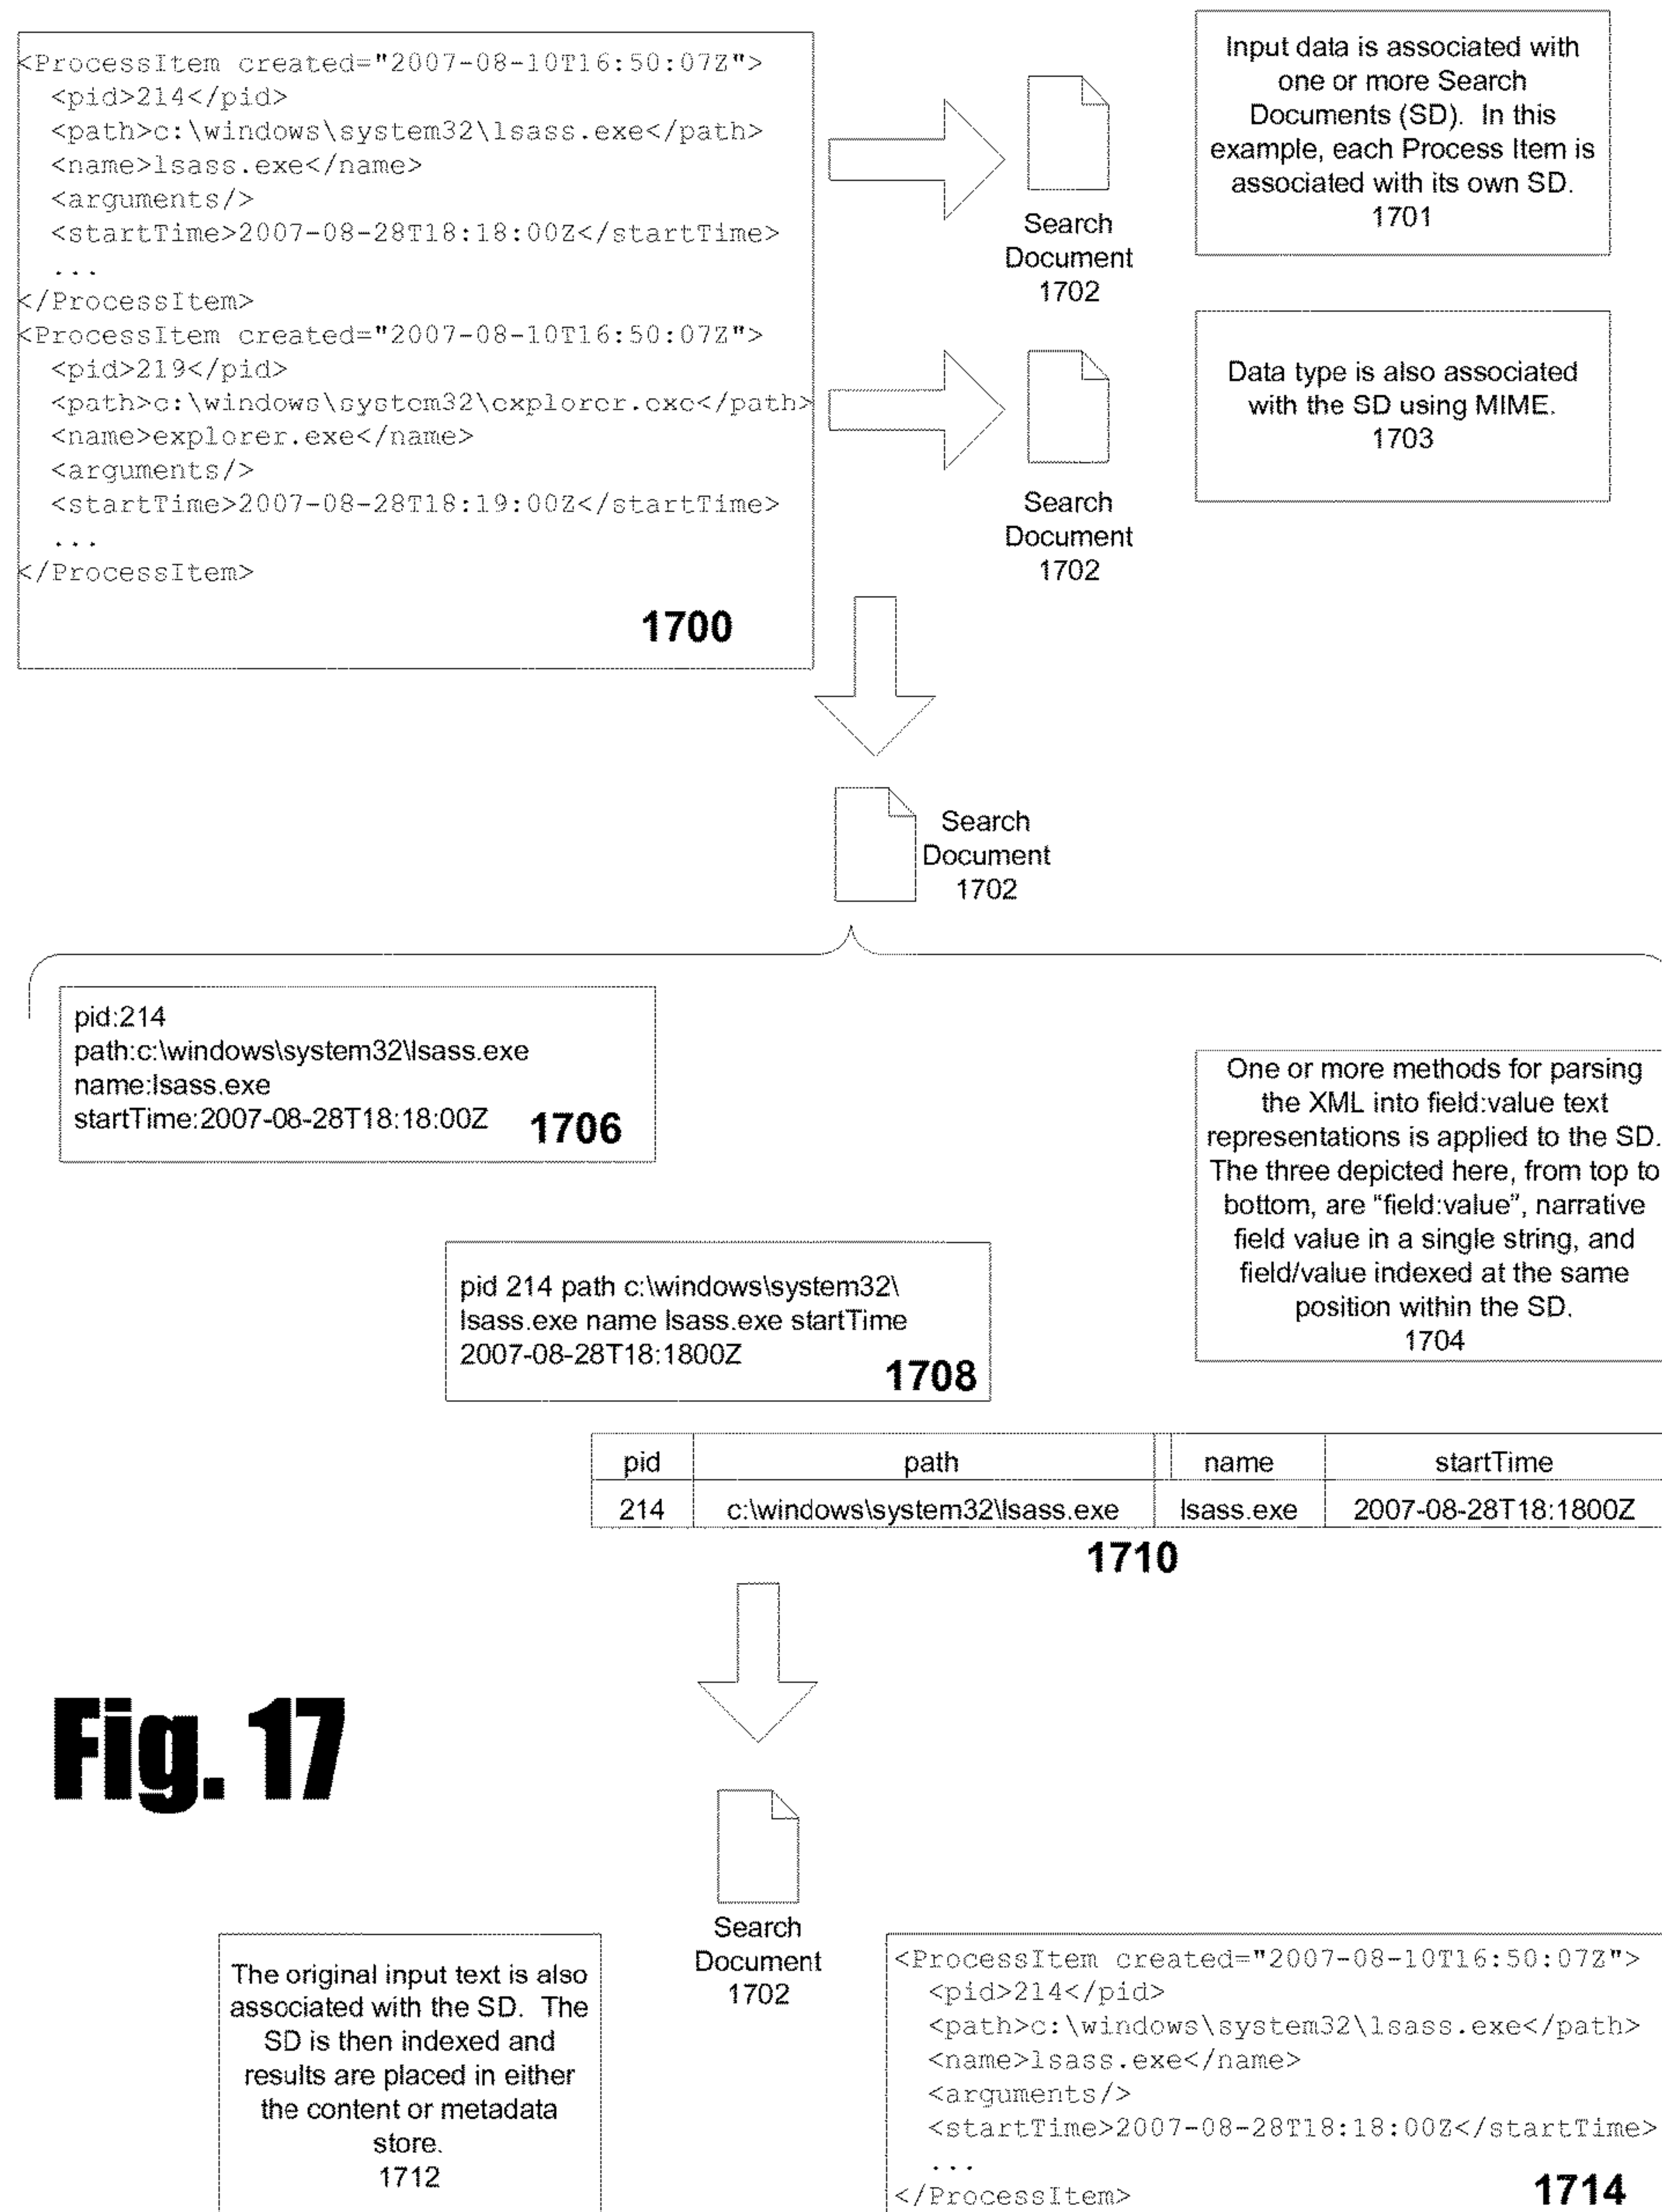 <ProcessItem created="2007-08-10T16:50:07Z">
<pid>214</pid>
<path>c:\windows\system32\lsass.exe</path>
<name>lsass.exe</name>
<arguments/>
<startTime>2007-08-28T18:18:00Z</startTime>
...
</ProcessItem>
<ProcessItem created="2007-08-10T16:50:07Z">
<pid>219</pid>
<path>c:\windows\system32\explorer.exe</path>
<name>explorer.exe</name>
<arguments/>
<startTime>2007-08-28T18:19:00Z</startTime>
...
</ProcessItem>
1700
Search
Document
1702
Search
Document
1702
Input data is associated with
one or more Search
Documents (SD). In this
example, each Process Item is
associated with its own SD.
1701
Data type is also associated
with the SD using MIME.
1703
Search
Document
1702
pid:214
path:c:\windows\system32\lsass.exe
name:lsass.exe
startTime:2007-08-28T18:18:00Z
1706
One or more methods for parsing
the XML into field:value text
representations is applied to the SD.
The three depicted here, from top to
bottom, are "field:value", narrative
field value in a single string, and
field/value indexed at the same
position within the SD.
1704
pid 214 path c:\windows\system32\
lsass.exe name lsass.exe startTime
2007-08-28T18:1800Z
1708
pid path name startTime
214 c:\windows\system32\lsass.exe lsass.exe 2007-08-28T18:1800Z
1710
Fig. 17
Search
Document
1702
The original input text is also
associated with the SD. The
SD is then indexed and
results are placed in either
the content or metadata
store.
1712
<ProcessItem created="2007-08-10T16:50:07Z">
<pid>214</pid>
<path>c:\windows\system32\lsass.exe</path>
<name>lsass.exe</name>
<arguments/>
<startTime>2007-08-28T18:18:00Z</startTime>
...
</ProcessItem>
1714